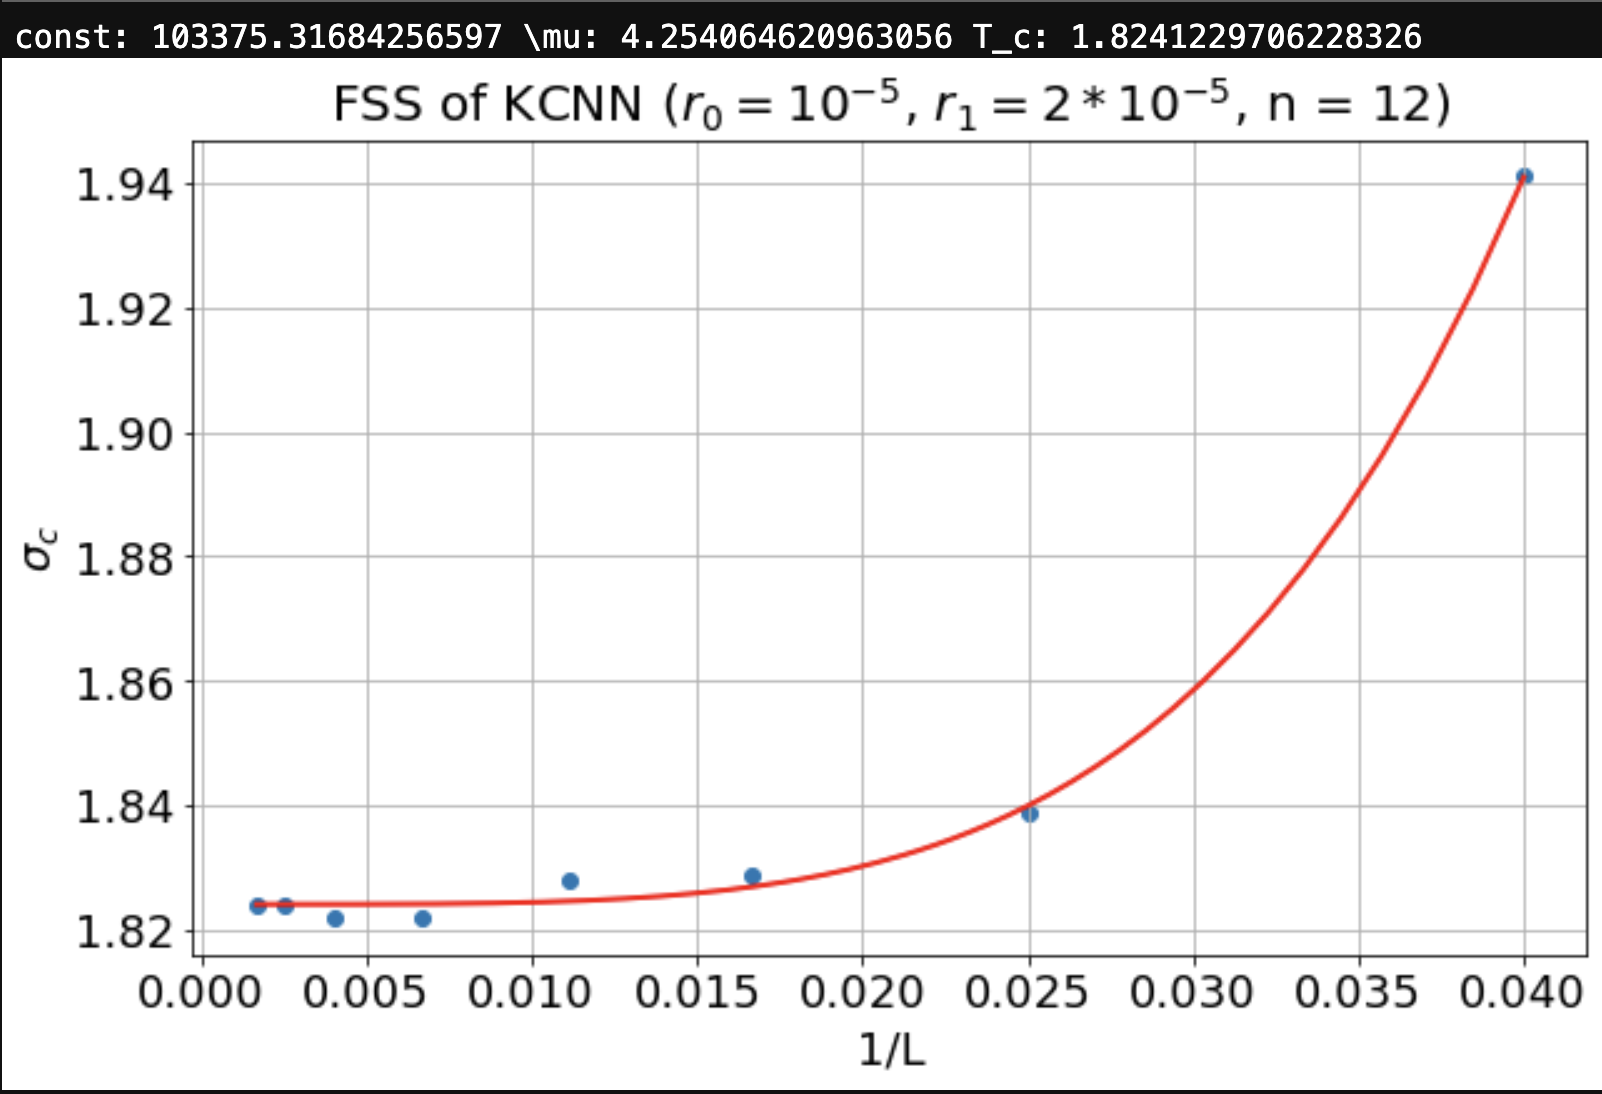 const: 103375.31684256597 \mu: 4.254064620963056 T_c: 1.8241229706228326
FSS of KCNN (r₀ = 10⁻⁵, r₁ = 2 * 10⁻⁵, n = 12)
1.94
1.92
1.90
1.88
1.86
1.84
1.82
σ_c
0.000 0.005 0.010 0.015 0.020 0.025 0.030 0.035 0.040
1/L